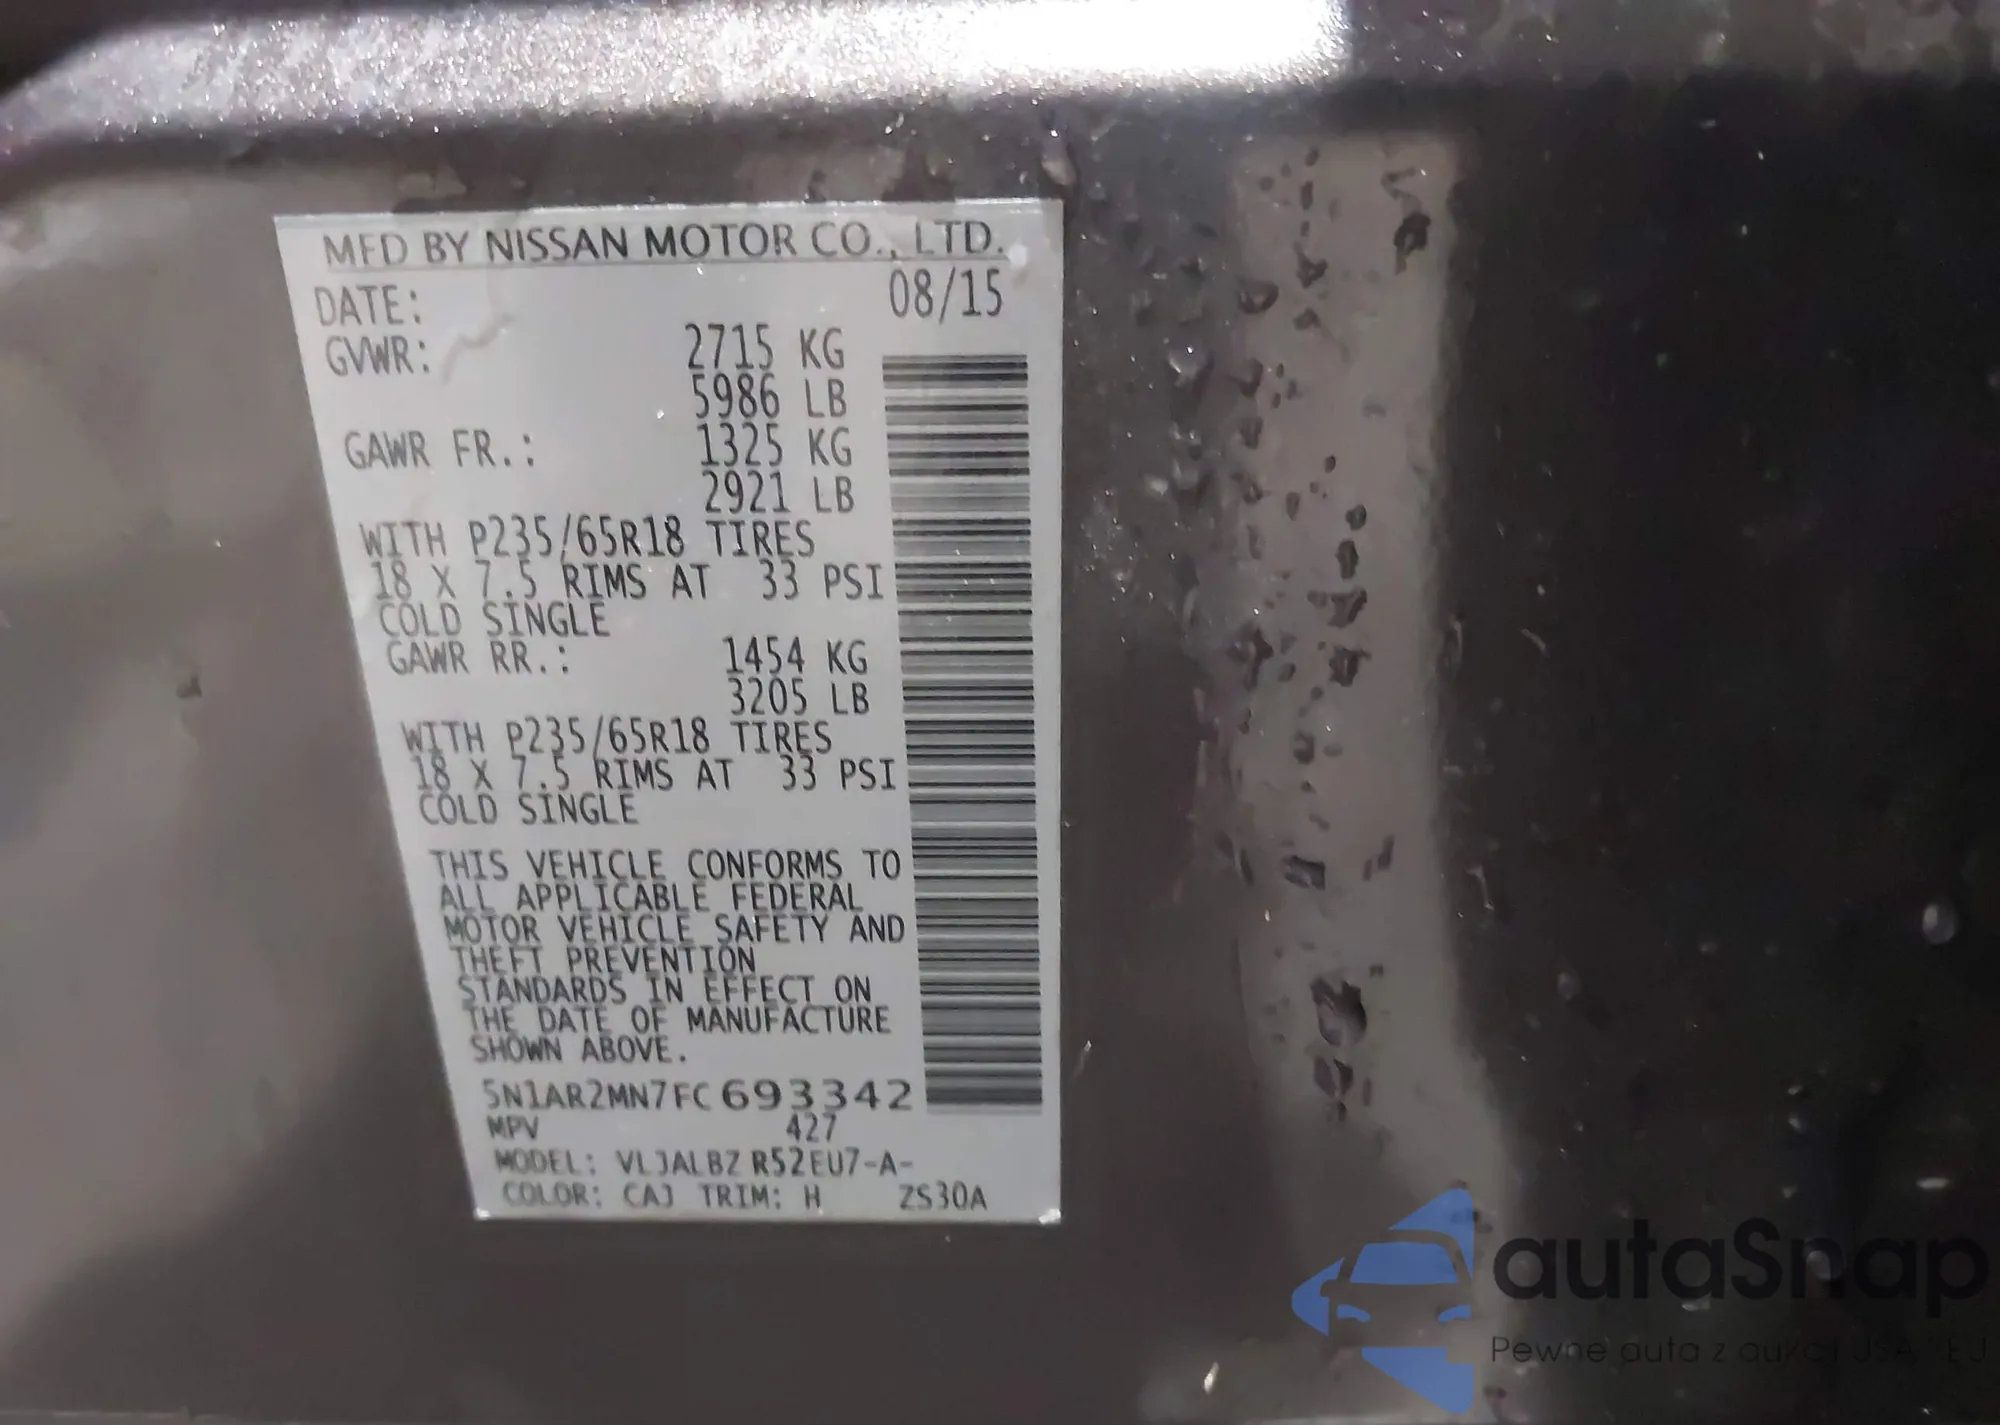 MFD BY NISSAN MOTOR CO., LTD.
DATE: 08/15
GVWR: 2715 KG
5986 LB
GAWR FR.: 1325 KG
2921 LB
WITH P235/65R18 TIRES
18 X 7.5 RIMS AT 33 PSI
COLD SINGLE
GAWR RR.: 1454 KG
3205 LB
WITH P235/65R18 TIRES
18 X 7.5 RIMS AT 33 PSI
COLD SINGLE
THIS VEHICLE CONFORMS TO
ALL APPLICABLE FEDERAL
MOTOR VEHICLE SAFETY AND
THEFT PREVENTION
STANDARDS IN EFFECT ON
THE DATE OF MANUFACTURE
SHOWN ABOVE.
5N1AR2MN7FC693342
MPV 427
MODEL: VLJALBZ R52EU7-A-
COLOR: CAJ TRIM: H ZS30A
autaSnap
Pewne auta z aukcji USA